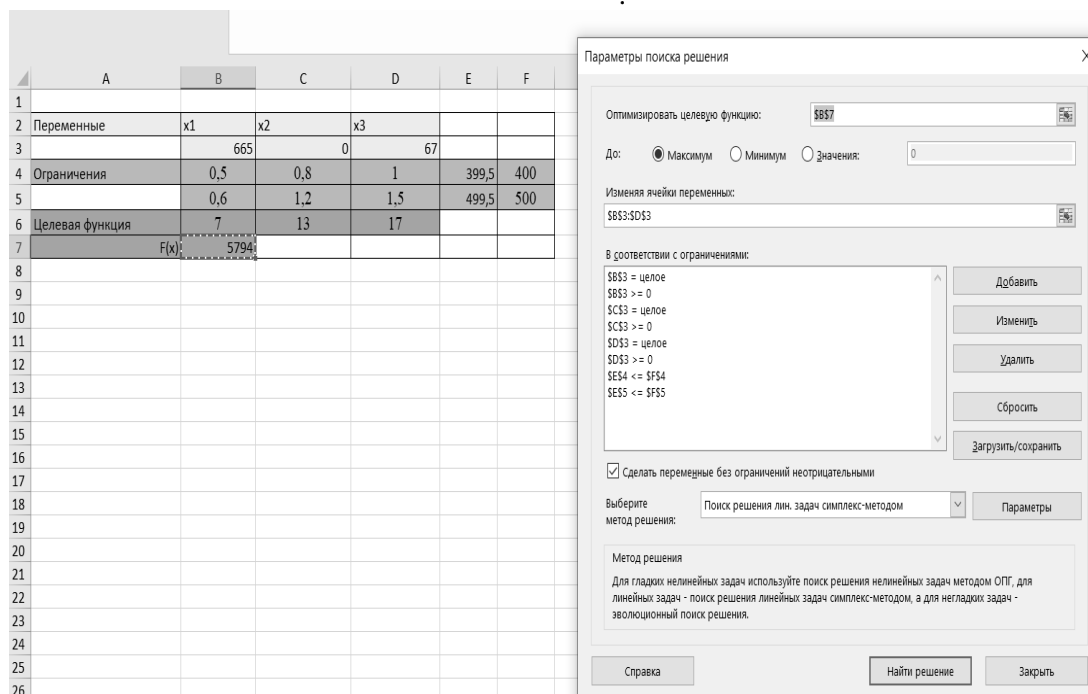 Параметры поиска решения
A B C D E F
1
2 Переменные x1 x2 x3
3 665 0 67
4 Ограничения 0,5 0,8 1 399,5 400
5 0,6 1,2 1,5 499,5 500
6 Целевая функция 7 13 17
7 F(x) 5794
8
9
10
11
12
13
14
15
16
17
18
19
20
21
22
23
24
25
26
Оптимизировать целевую функцию: $B$7
До: Максимум Минимум Значения: 0
Изменяя ячейки переменных:
$B$3:$D$3
В соответствии с ограничениями:
$B$3 = целое
$B$3 >= 0
$C$3 = целое
$C$3 >= 0
$D$3 = целое
$D$3 >= 0
$E$4 <= $F$4
$E$5 <= $F$5
Добавить
Изменить
Удалить
Сбросить
Загрузить/сохранить
Сделать переменные без ограничений неотрицательными
Выберите
метод решения:
Поиск решения лин. задач симплекс-методом
Параметры
Метод решения
Для гладких нелинейных задач используйте поиск решения нелинейных задач методом ОПГ, для
линейных задач - поиск решения линейных задач симплекс-методом, а для негладких задач -
эволюционный поиск решения.
Справка Найти решение Закрыть